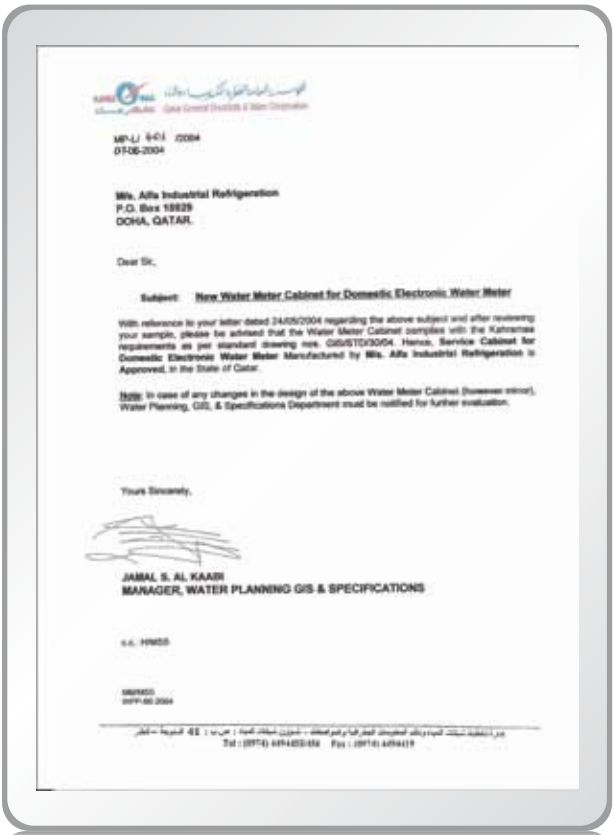 Qatar General Electricity & Water Corporation
MP-L/ /2004
07-06-2004
M/s. Alfa Industrial Refrigeration
P.O. Box
DOHA, QATAR.
Dear Sir,
Subject: New Water Meter Cabinet for Domestic Electronic Water Meter
With reference to your letter dated 24/05/2004 regarding the above subject and after reviewing
your sample, please be advised that the Water Meter Cabinet complies with the Kahramaa
requirements as per standard drawing nos. GIS/STD/30/04. Hence, Service Cabinet for
Domestic Electronic Water Meter Manufactured by M/s. Alfa Industrial Refrigeration is
Approved, in the State of Qatar.
Note: In case of any changes in the design of the above Water Meter Cabinet (however minor),
Water Planning, GIS, & Specifications Department must be notified for further evaluation.
Yours Sincerely,
JAMAL S. AL KAABI
MANAGER, WATER PLANNING GIS & SPECIFICATIONS
c.c.: H/WSS
Tel : (0974) Fax : (0974) 4494419